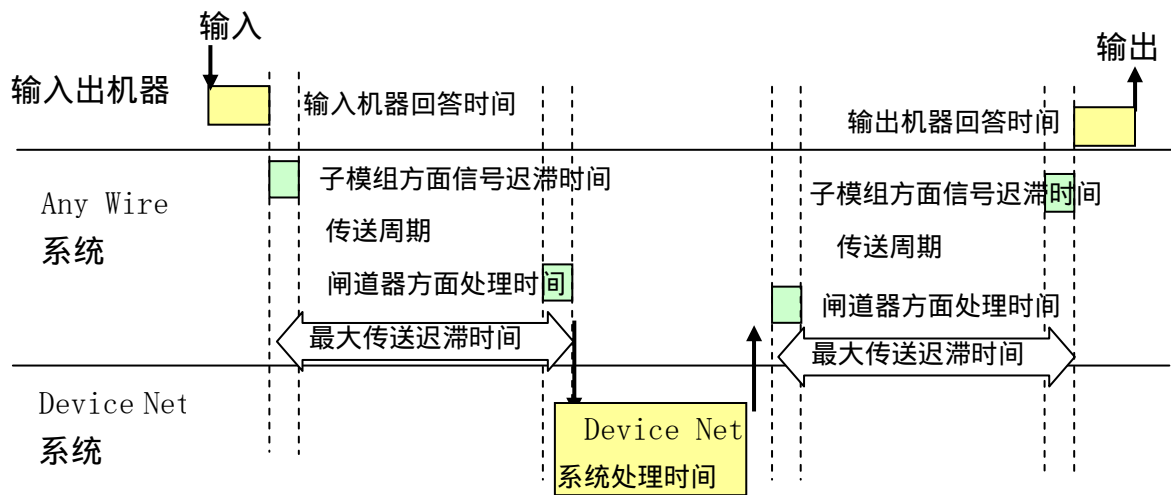 输入
输出
输入出机器
输入机器回答时间
输出机器回答时间
Any Wire
系统
子模组方面信号迟滞时间
传送周期
闸道器方面处理时间
最大传送迟滞时间
子模组方面信号迟滞时间
传送周期
闸道器方面处理时间
最大传送迟滞时间
Device Net
系统
Device Net
系统处理时间